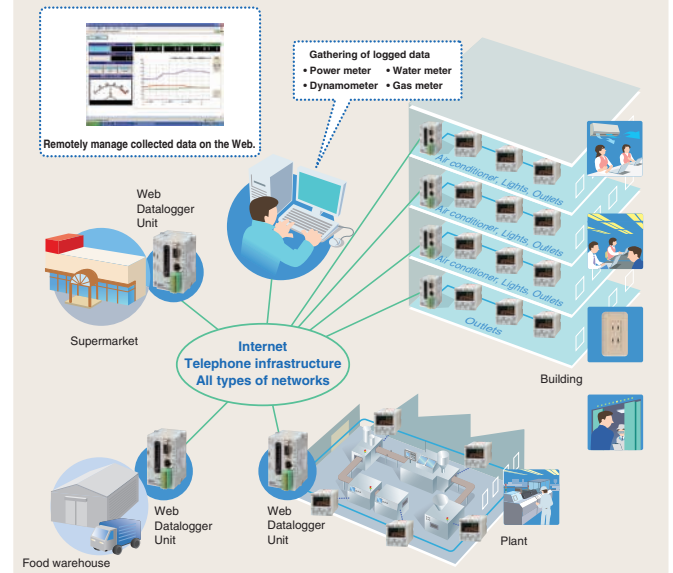 Gathering of logged data
• Power meter • Water meter
• Dynamometer • Gas meter
Remotely manage collected data on the Web.
Air conditioner, Lights, Outlets
Air conditioner, Lights, Outlets
Air conditioner, Lights, Outlets
Outlets
Web
Datalogger
Unit
Supermarket
Internet
Telephone infrastructure
All types of networks
Building
Web
Datalogger
Unit
Web
Datalogger
Unit
Plant
Food warehouse